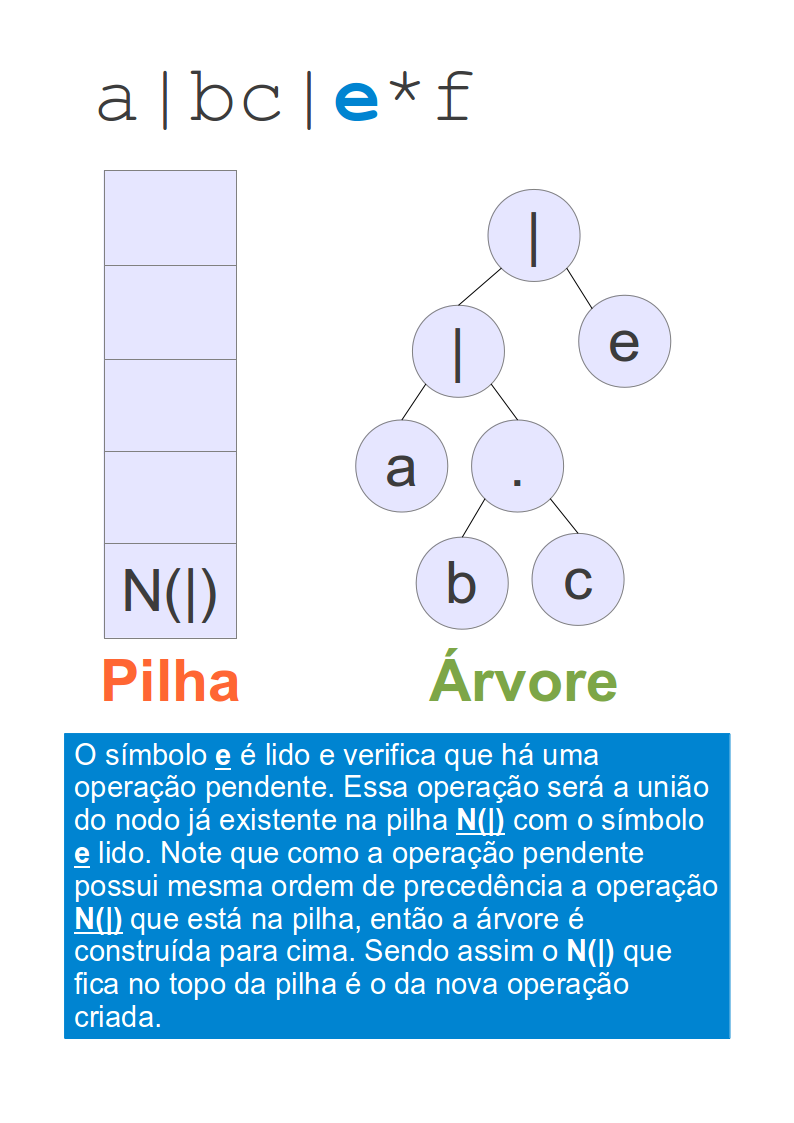 a|bc|e*f
|
|
e
a
.
b
c
N(|)
Pilha
Árvore
O símbolo e é lido e verifica que há uma
operação pendente. Essa operação será a união
do nodo já existente na pilha N(|) com o símbolo
e lido. Note que como a operação pendente
possui mesma ordem de precedência a operação
N(|) que está na pilha, então a árvore é
construída para cima. Sendo assim o N(|) que
fica no topo da pilha é o da nova operação
criada.